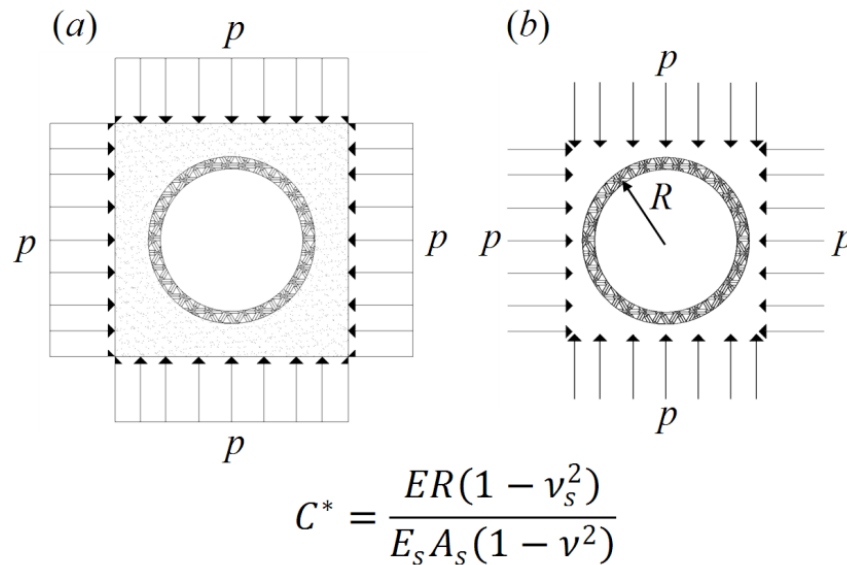 (a)
p
p
p
p
(b)
p
R
p
p
p
C* = ER(1 − ν_s^2) / E_s A_s (1 − ν^2)